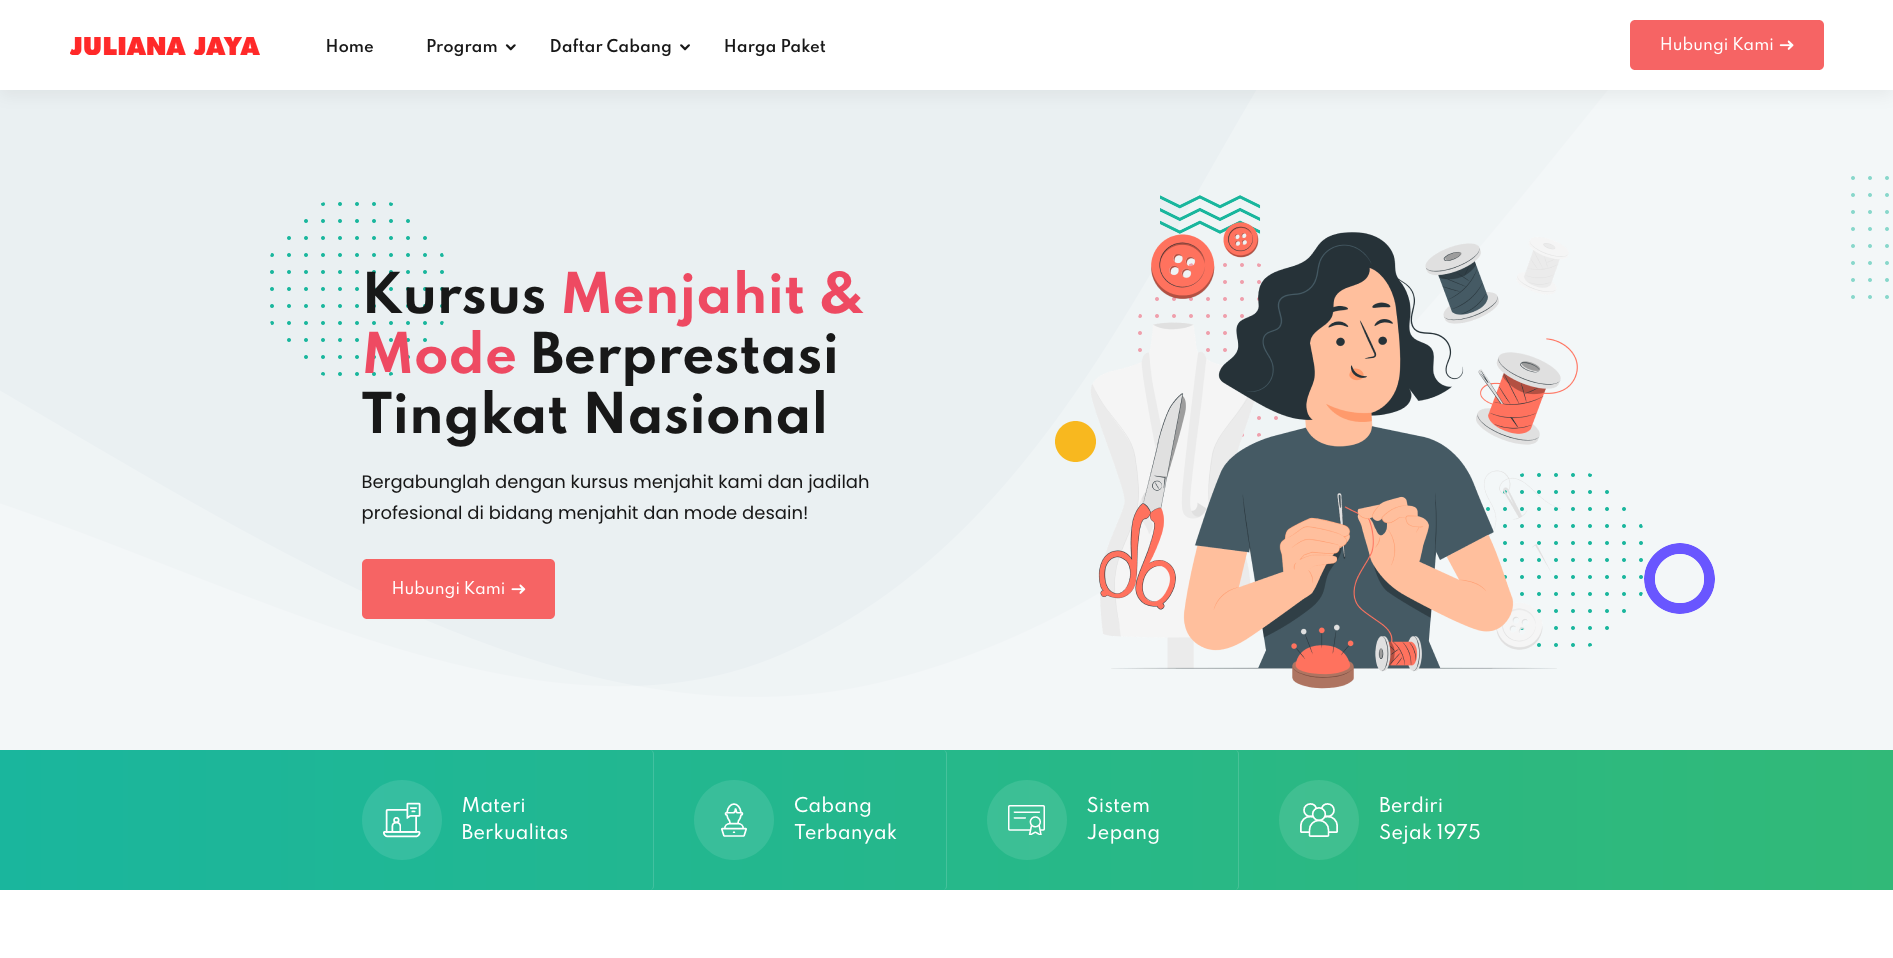 JULIANA JAYA
Home
Program
Daftar Cabang
Harga Paket
Hubungi Kami →
Kursus Menjahit &
Mode Berprestasi
Tingkat Nasional
Bergabunglah dengan kursus menjahit kami dan jadilah
profesional di bidang menjahit dan mode desain!
Hubungi Kami →
Materi
Berkualitas
Cabang
Terbanyak
Sistem
Jepang
Berdiri
Sejak 1975